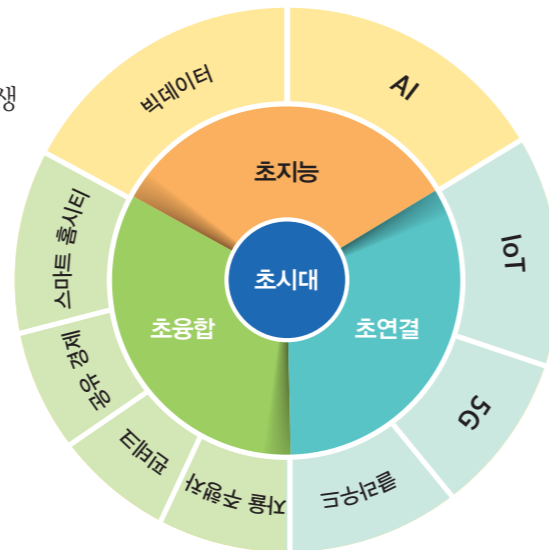 생
빅데이터
AI
스마트 홈시티
초지능
IoT
초시대
초융합
초연결
공유 경제
5G
핀테크
자율 주행차
클라우드